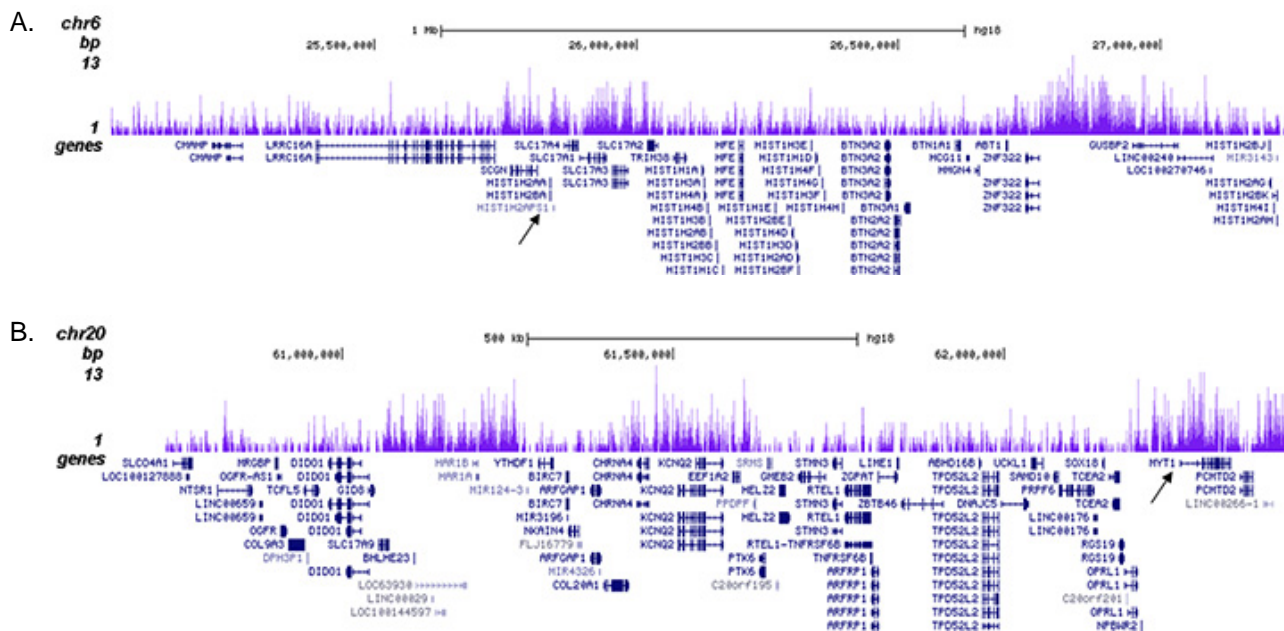 A.
chr6 1 Mb hg18
bp 25,500,000 26,000,000 26,500,000 27,000,000
13
1
genes CMAHP LRRC16A SLC17A4 SLC17A2 HFE HIST1H3E BTN3A2 BTN1A1 ABT1 GUSBP2 HIST1H2BJ
CMAHP LRRC16A SLC17A1 TRIM38 HFE HIST1H1D BTN3A2 HCG11 ZNF322 LINC00240 MIR3143
SCGN SLC17A3 HIST1H1A HFE HIST1H4F BTN3A2 HMGN4 ZNF322 LOC270746
HIST1H2AA SLC17A3 HIST1H3A HFE HIST1H4G BTN3A2 ZNF322 HIST1H2AG
HIST1H2BA HIST1H4A HFE HIST1H3F BTN3A2 ZNF322 HIST1H2BK
HIST1H2APS1 HIST1H4B HIST1H1E HIST1H4H BTN3A1 ZNF322 HIST1H4I
HIST1H3B HIST1H2BE BTN2A2 HIST1H2AH
HIST1H2AB HIST1H4D BTN2A2
HIST1H2BB HIST1H3D BTN2A2
HIST1H3C HIST1H2AD BTN2A2
HIST1H1C HIST1H2BF BTN2A2
B.
chr20 500 kb hg18
bp 61,000,000 61,500,000 62,000,000
13
1
genes SLCO4A1 MRGBP DIDO1 MAR1B YTHDF1 CHRNA4 KCNQ2 SRMS STMN3 LIME1 ABHD16B UCKL1 SOX18 MYT1
LOC100127888 OGFR-AS1 DIDO1 MAR1A BIRC7 CHRNA4 EEF1A2 GMEB2 ZGPAT TPD52L2 SAMD10 TCEA2 PCMTD2
NTSR1 TCFL5 GID8 MIR124-3 ARFGAP1 KCNQ2 HELZ2 RTEL1 TPD52L2 PRPF6 PCMTD2
LINC00659 DIDO1 BIRC7 CHRNA4 KCNQ2 PPDPF STMN3 ZBTB46 DNAJC5 TCEA2 LINC00266-1
LINC00659 DIDO1 MIR3196 KCNQ2 HELZ2 RTEL1 TPD52L2 LINC00176
OGFR DIDO1 NKAIN4 KCNQ2 STMN3 TPD52L2 LINC00176
COL9A3 SLC17A9 FLJ16779 KCNQ2 RTEL1-TNFRSF6B TPD52L2 RGS19
DPH3P1 BHLHE23 ARFGAP1 PTK6 TNFRSF6B TPD52L2 RGS19
DIDO1 MIR4326 PTK6 ARFRP1 TPD52L2 OPRL1
LOC63930 COL20A1 C20orf195 ARFRP1 TPD52L2 OPRL1
LINC00029 ARFRP1 TPD52L2 C20orf201
LOC100144597 ARFRP1 TPD52L2 OPRL1
ARFRP1 TPD52L2 NPBWR2